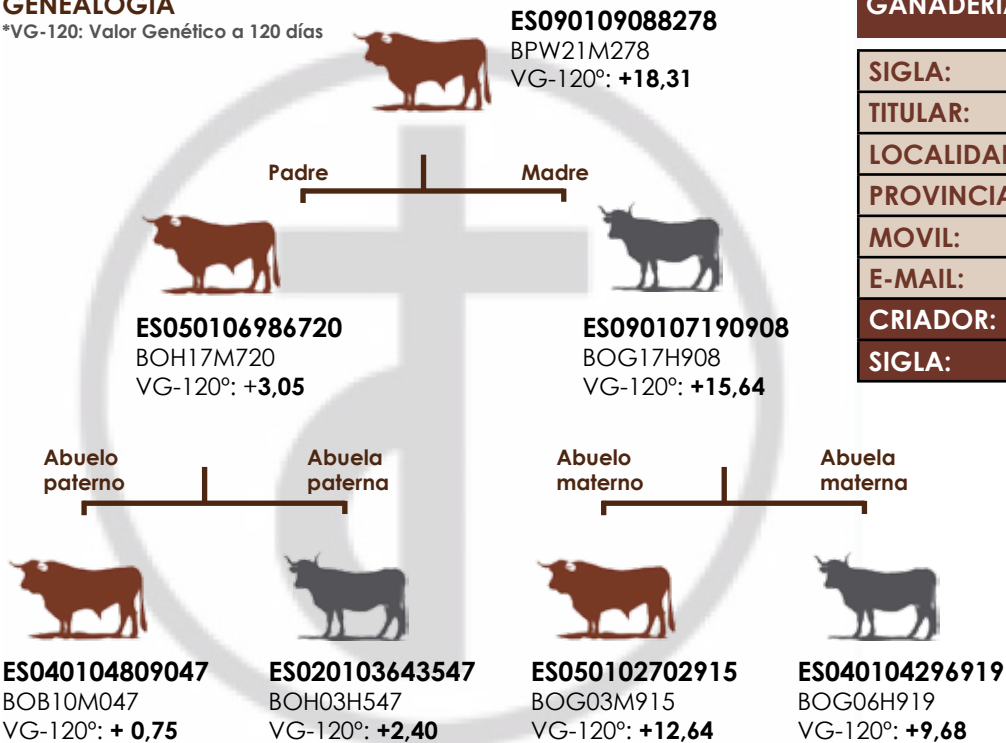 GENEALOGÍA
*VG-120: Valor Genético a 120 días
ES090109088278
BPW21M278
VG-120º: +18,31
Padre
Madre
ES050106986720
BOH17M720
VG-120º: +3,05
ES090107190908
BOG17H908
VG-120º: +15,64
Abuelo
paterno
Abuela
paterna
Abuelo
materno
Abuela
materna
ES040104809047
BOB10M047
VG-120º: + 0,75
ES020103643547
BOH03H547
VG-120º: +2,40
ES050102702915
BOG03M915
VG-120º: +12,64
ES040104296919
BOG06H919
VG-120º: +9,68
GANADERÍA
SIGLA:
TITULAR:
LOCALIDAD
PROVINCIA
MOVIL:
E-MAIL:
CRIADOR:
SIGLA: